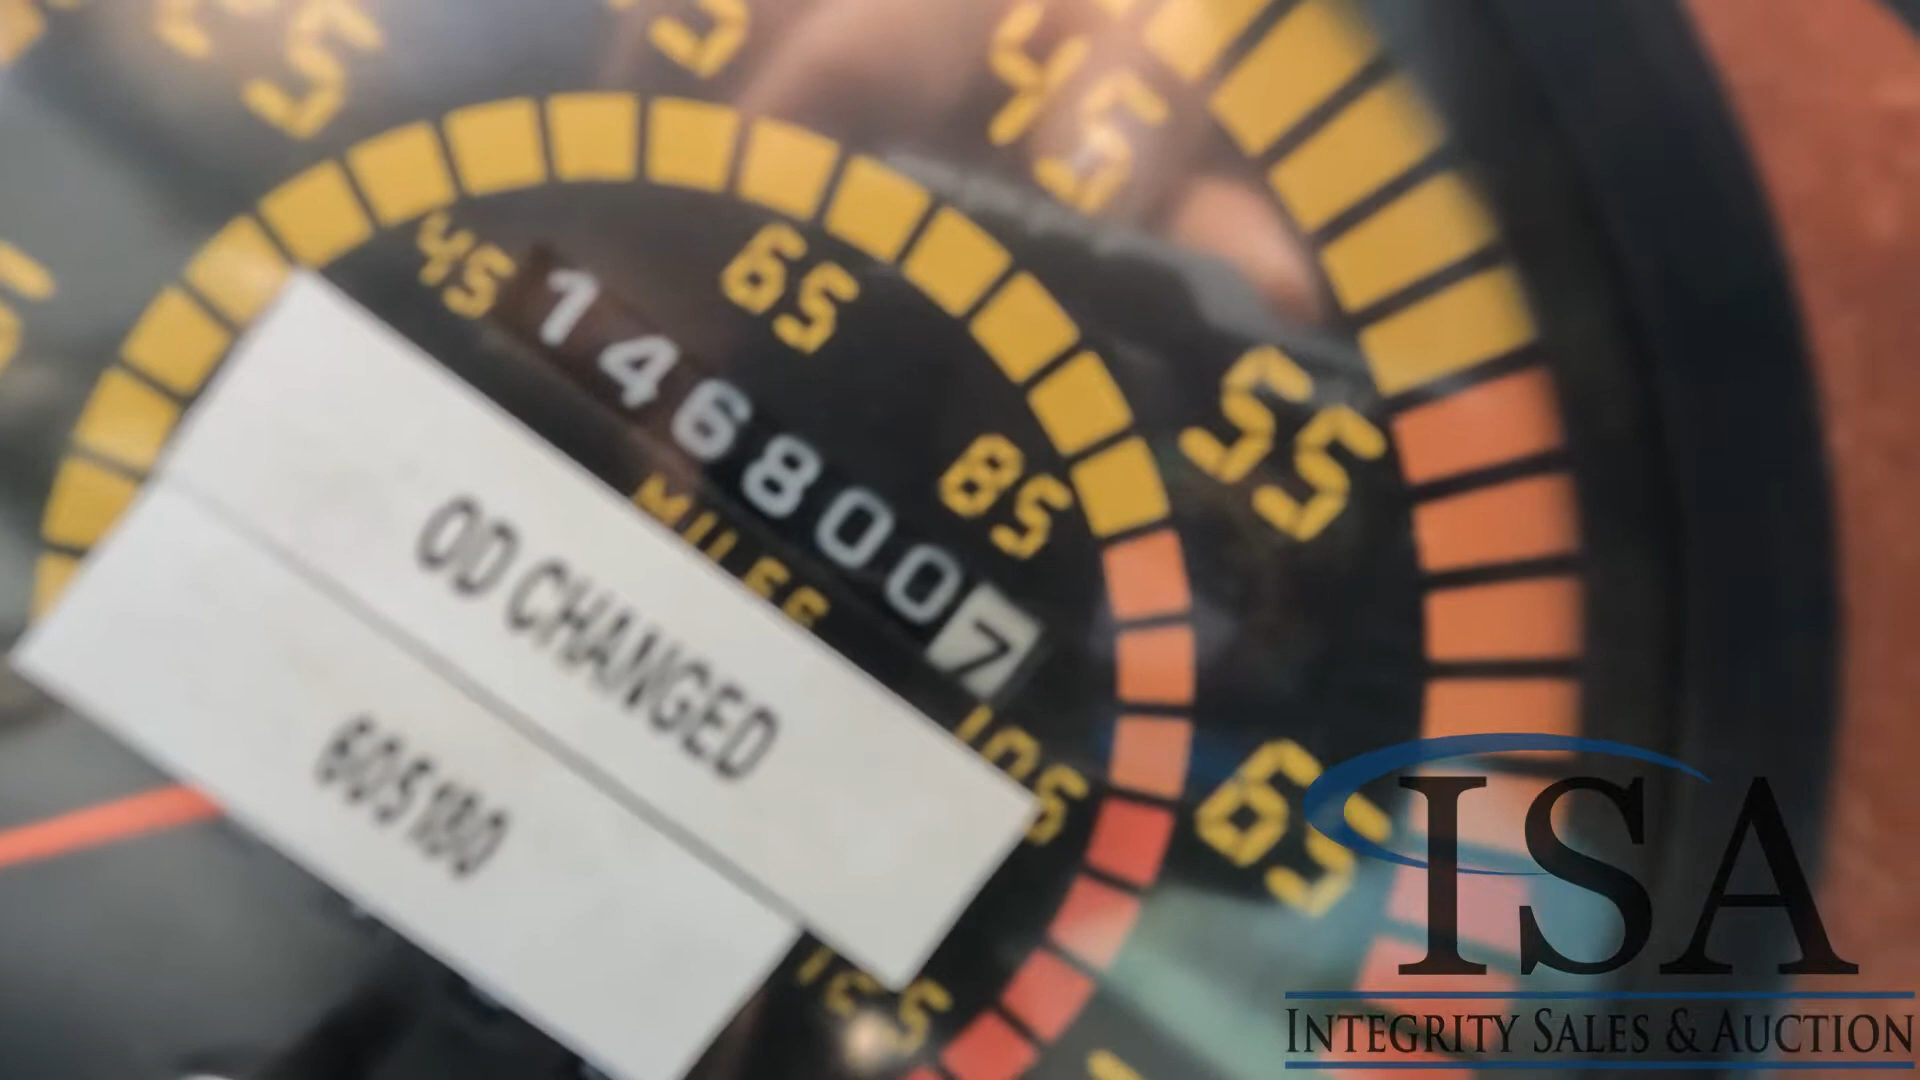 45
55
65
45
65
85
105
125
1468007
MILES
OD CHANGED
605180
ISA
INTEGRITY SALES & AUCTION